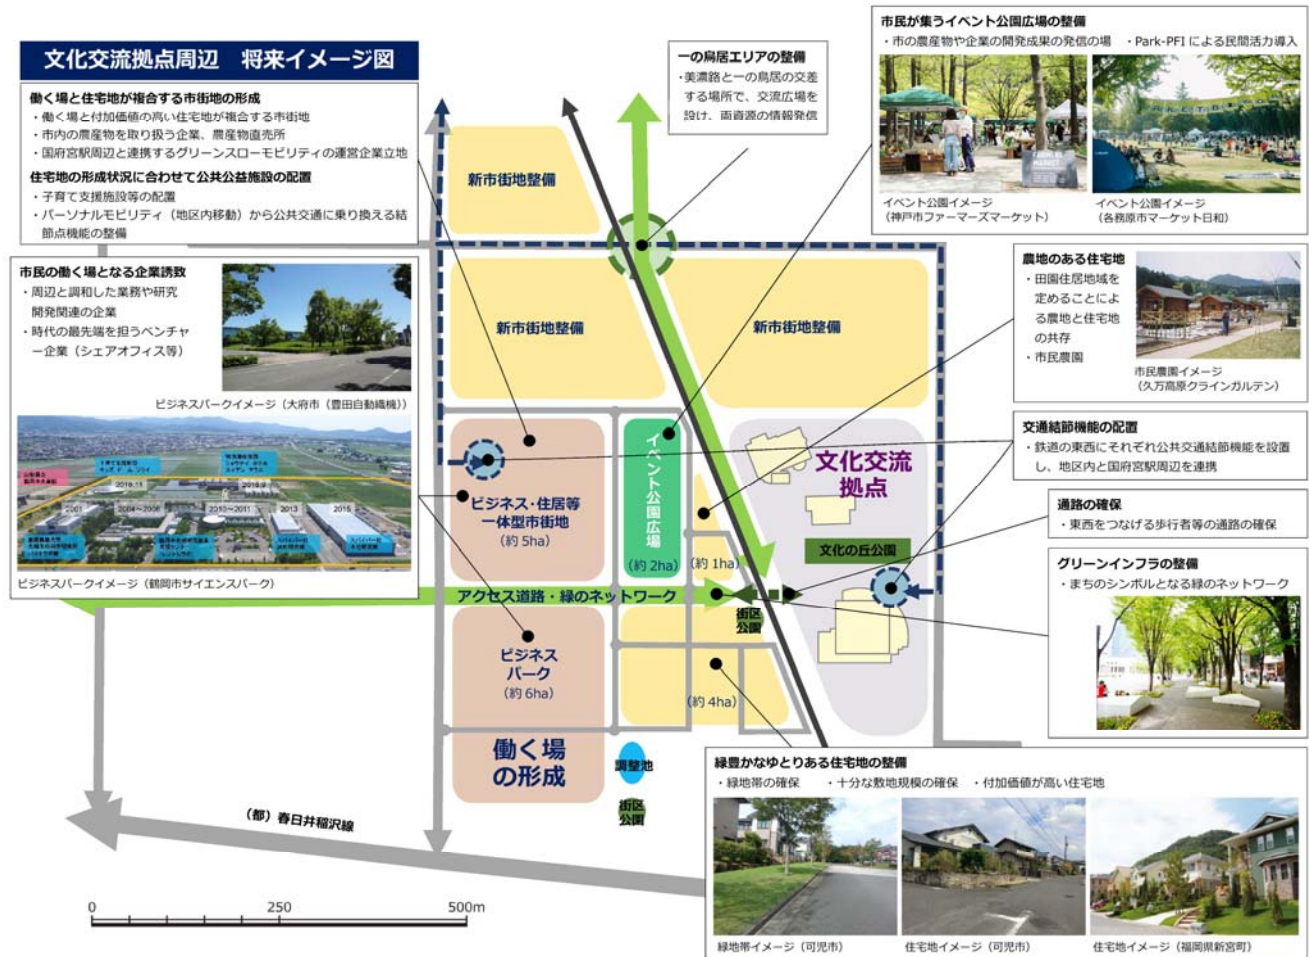 文化交流拠点周辺　将来イメージ図
働く場と住宅地が複合する市街地の形成
・働く場と付加価値の高い住宅地が複合する市街地
・市内の農産物を取り扱う企業、農産物直売所
・国府宮駅周辺と連携するグリーンスローモビリティの運営企業立地
住宅地の形成状況に合わせて公共公益施設の配置
・子育て支援施設等の配置
・パーソナルモビリティ（地区内移動）から公共交通に乗り換える結
節点機能の整備
市民の働く場となる企業誘致
・周辺と調和した業務や研究
開発関連の企業
・時代の最先端を担うベンチャ
ー企業（シェアオフィス等）
ビジネスパークイメージ（大府市（豊田自動織機））
2018.11
2018.9
2001
2004～2006
2010～2011
2013
2015
ビジネスパークイメージ（鶴岡市サイエンスパーク）
一の鳥居エリアの整備
・美濃路と一の鳥居の交差
する場所で、交流広場を
設け、両資源の情報発信
市民が集うイベント公園広場の整備
・市の農産物や企業の開発成果の発信の場　・Park-PFI による民間活力導入
FARMERS
MARKET
イベント公園イメージ
（神戸市ファーマーズマーケット）
イベント公園イメージ
（各務原市マーケット日和）
農地のある住宅地
・田園住居地域を
定めることによ
る農地と住宅地
の共存
・市民農園
市民農園イメージ
（久万高原クラインガルテン）
交通結節機能の配置
・鉄道の東西にそれぞれ公共交通結節機能を設置
し、地区内と国府宮駅周辺を連携
通路の確保
・東西をつなげる歩行者等の通路の確保
グリーンインフラの整備
・まちのシンボルとなる緑のネットワーク
新市街地整備
新市街地整備
新市街地整備
ビジネス・住居等
一体型市街地
（約 5ha）
イベント公園広場
（約 2ha）
（約 1ha）
文化交流
拠点
文化の丘公園
アクセス道路・緑のネットワーク
街区
公園
ビジネス
パーク
（約 6ha）
（約 4ha）
働く場
の形成
調整池
街区
公園
（都）春日井稲沢線
0
250
500m
緑豊かなゆとりある住宅地の整備
・緑地帯の確保　・十分な敷地規模の確保　・付加価値が高い住宅地
緑地帯イメージ（可児市）
住宅地イメージ（可児市）
住宅地イメージ（福岡県新宮町）